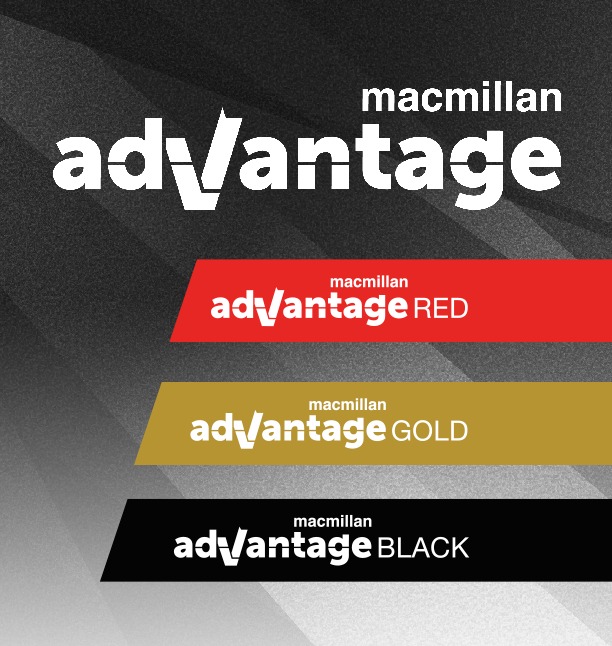 macmillan
advantage
macmillan
advantage RED
macmillan
advantage GOLD
macmillan
advantage BLACK